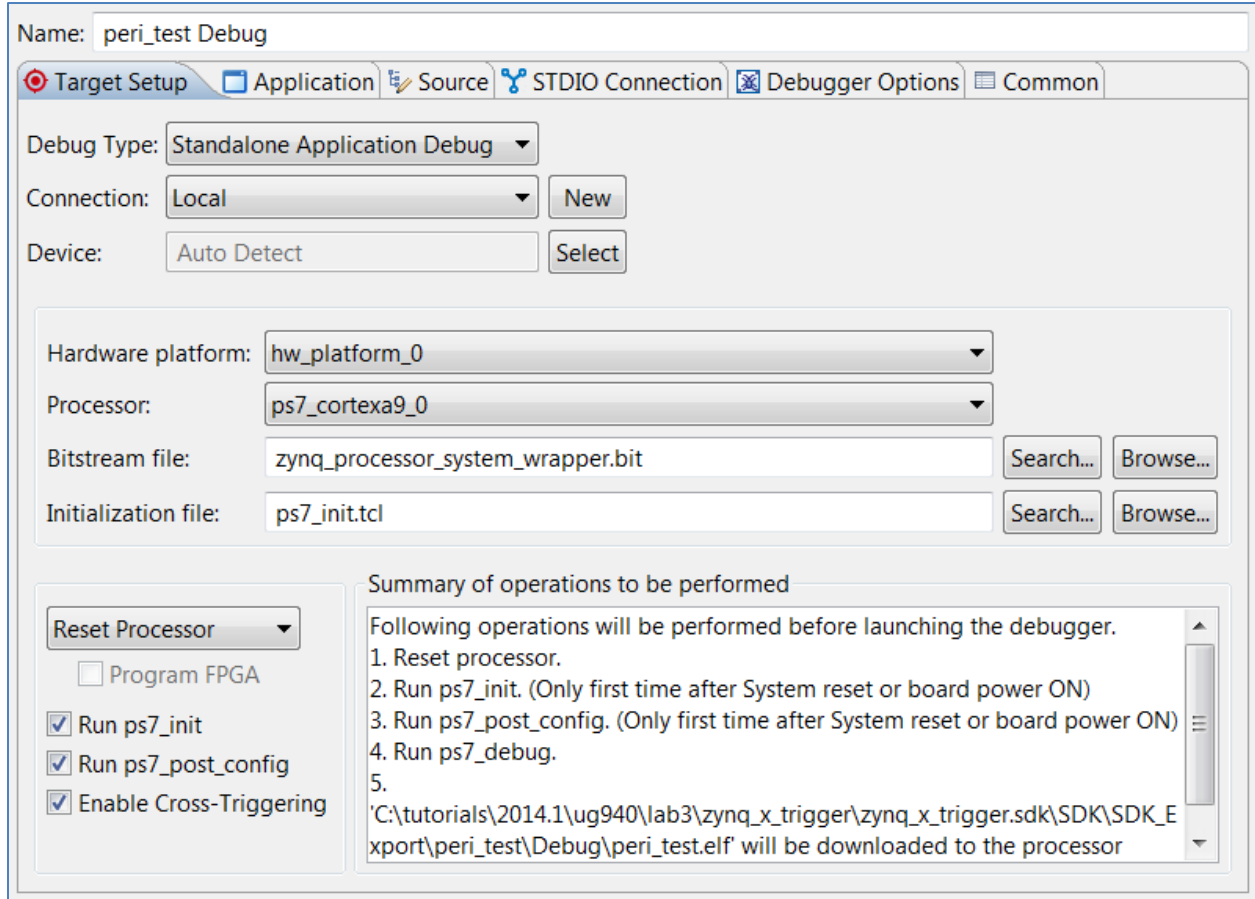 Name: peri_test Debug
Target Setup Application Source STDIO Connection Debugger Options Common
Debug Type: Standalone Application Debug
Connection: Local New
Device: Auto Detect Select
Hardware platform: hw_platform_0
Processor: ps7_cortexa9_0
Bitstream file: zynq_processor_system_wrapper.bit Search... Browse...
Initialization file: ps7_init.tcl Search... Browse...
Reset Processor
Program FPGA
Run ps7_init
Run ps7_post_config
Enable Cross-Triggering
Summary of operations to be performed
Following operations will be performed before launching the debugger.
1. Reset processor.
2. Run ps7_init. (Only first time after System reset or board power ON)
3. Run ps7_post_config. (Only first time after System reset or board power ON)
4. Run ps7_debug.
5.
'C:\tutorials\2014.1\ug940\lab3\zynq_x_trigger\zynq_x_trigger.sdk\SDK\SDK_E
xport\peri_test\Debug\peri_test.elf' will be downloaded to the processor